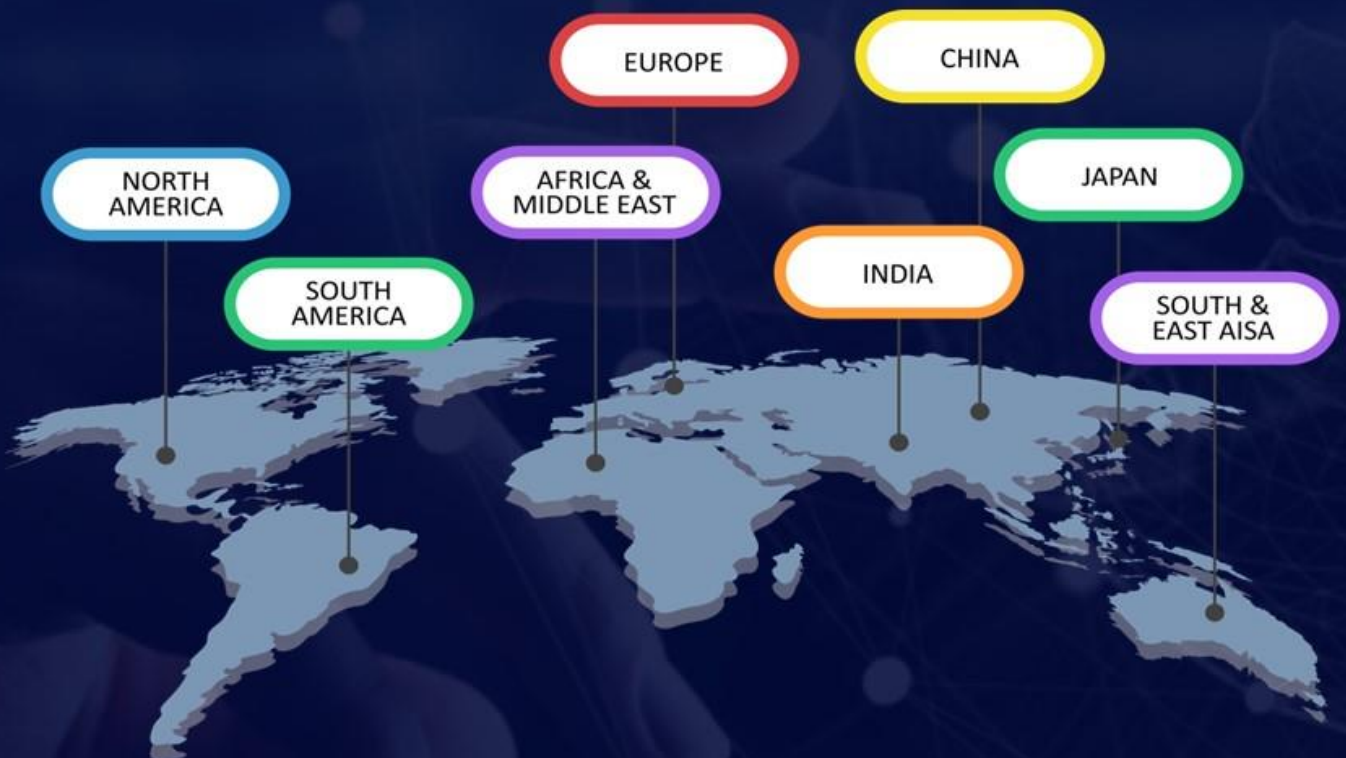 EUROPE
CHINA
NORTH
AMERICA
AFRICA &
MIDDLE EAST
JAPAN
SOUTH
AMERICA
INDIA
SOUTH &
EAST AISA